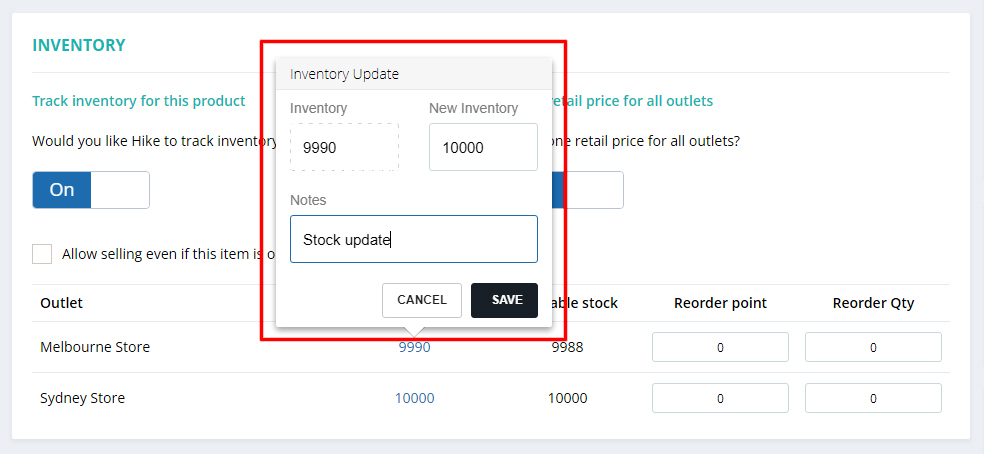 INVENTORY
Inventory Update
Track inventory for this product
retail price for all outlets
Inventory
New Inventory
Would you like Hike to track inventory
one retail price for all outlets?
9990
10000
On
Notes
Stock update
Allow selling even if this item is
CANCEL
SAVE
Outlet
stock
Reorder point
Reorder Qty
Melbourne Store
9990
9988
0
0
Sydney Store
10000
10000
0
0